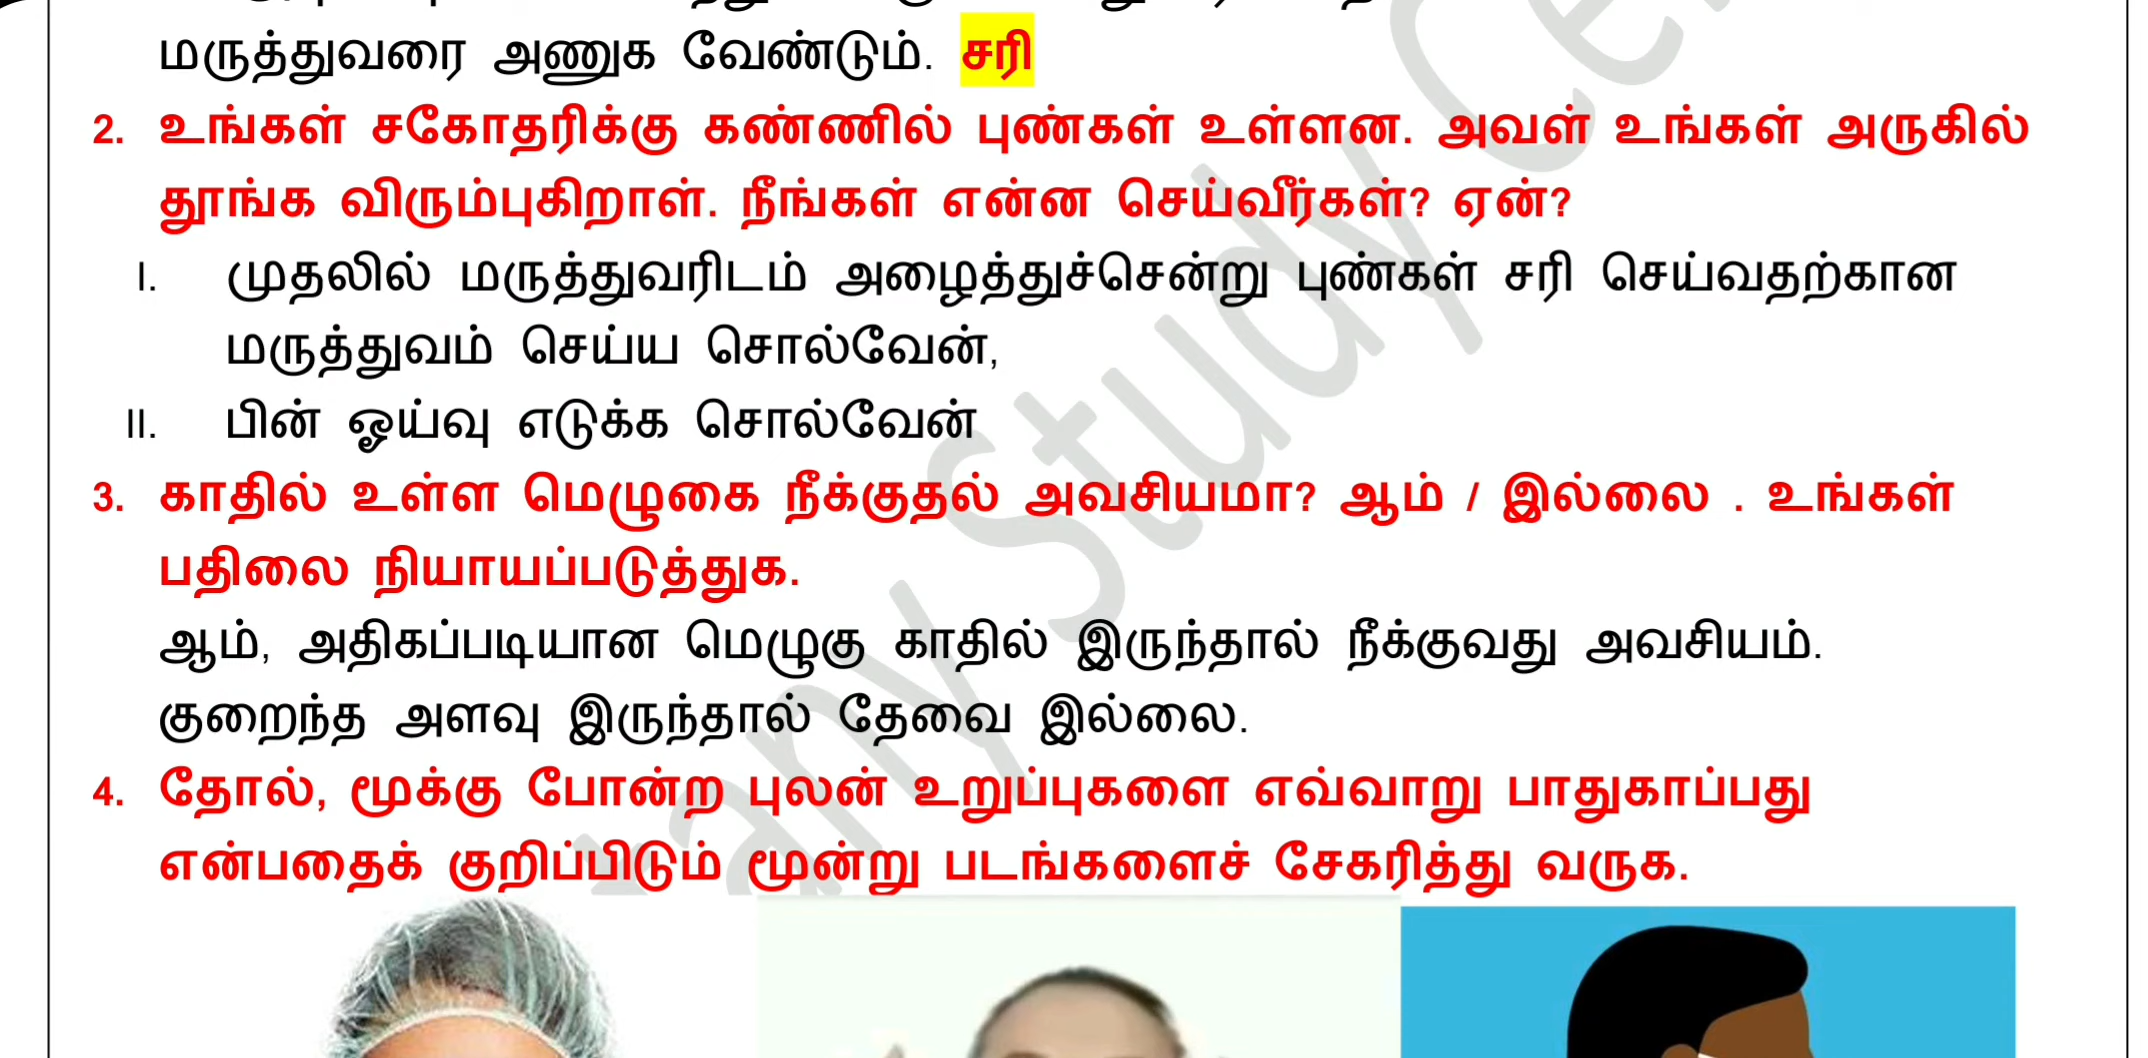 மருத்துவரை அணுக வேண்டும். சரி
2. உங்கள் சகோதரிக்கு கண்ணில் புண்கள் உள்ளன. அவள் உங்கள் அருகில்
தூங்க விரும்புகிறாள். நீங்கள் என்ன செய்வீர்கள்? ஏன்?
I. முதலில் மருத்துவரிடம் அழைத்துச்சென்று புண்கள் சரி செய்வதற்கான
மருத்துவம் செய்ய சொல்வேன்,
II. பின் ஓய்வு எடுக்க சொல்வேன்
3. காதில் உள்ள மெழுகை நீக்குதல் அவசியமா? ஆம் / இல்லை . உங்கள்
பதிலை நியாயப்படுத்துக.
ஆம், அதிகப்படியான மெழுகு காதில் இருந்தால் நீக்குவது அவசியம்.
குறைந்த அளவு இருந்தால் தேவை இல்லை.
4. தோல், மூக்கு போன்ற புலன் உறுப்புகளை எவ்வாறு பாதுகாப்பது
என்பதைக் குறிப்பிடும் மூன்று படங்களைச் சேகரித்து வருக.
Study